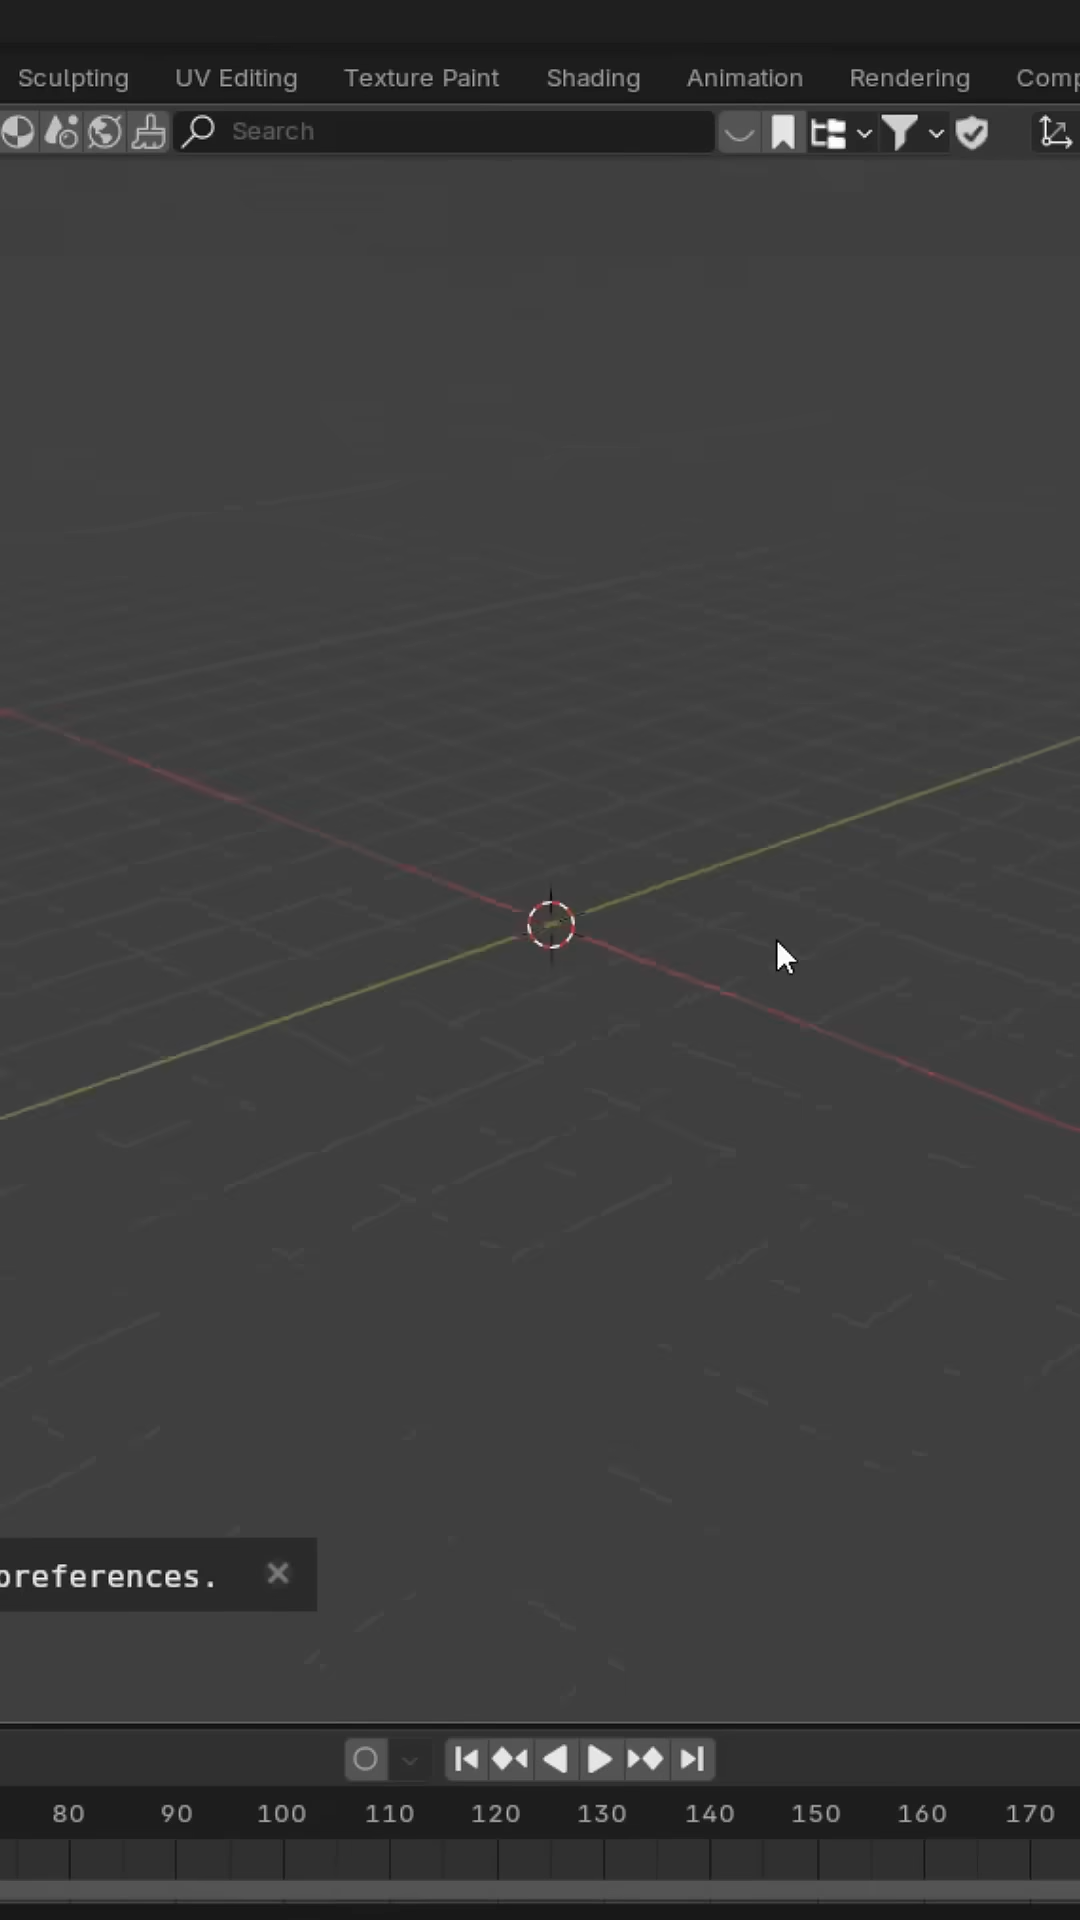 Sculpting UV Editing Texture Paint Shading Animation Rendering Comp
Search
preferences.
80 90 100 110 120 130 140 150 160 170